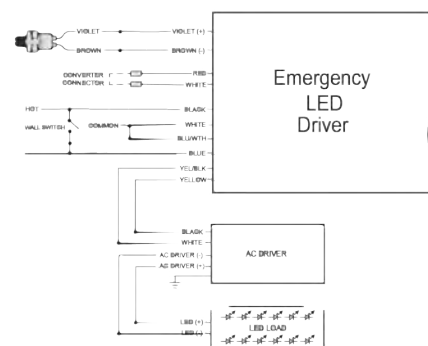 VIOLET VIOLET (+)
BROWN BROWN (-)
CONVERTER RED
CONNECTOR WHITE
Emergency
LED
Driver
HOT BLACK
WALL SWITCH COMMON WHITE
BLU/WTH
BLUE
YEL/BLK
YELLOW
BLACK
WHITE
AC DRIVER (-)
AC DRIVER (+)
AC DRIVER
LED (+)
LED (-)
LED LOAD